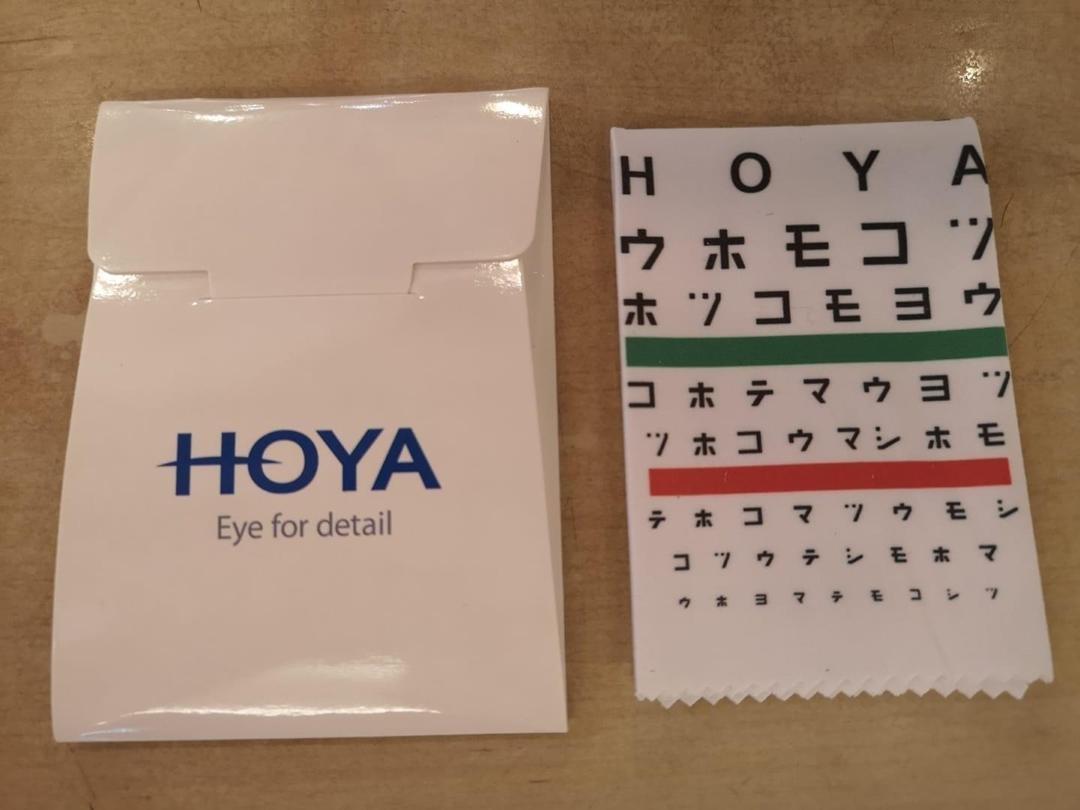 HOYA
Eye for detail
H O Y A
ウ ホ モ コ ツ
ホ ツ コ モ ヨ ウ
コ ホ テ マ ウ ヨ ツ
ツ ホ コ ウ マ シ ホ モ
テ ホ コ マ ツ ウ モ シ
コ ツ ウ テ シ モ ホ マ
ウ ホ ヨ マ テ モ コ シ ツ